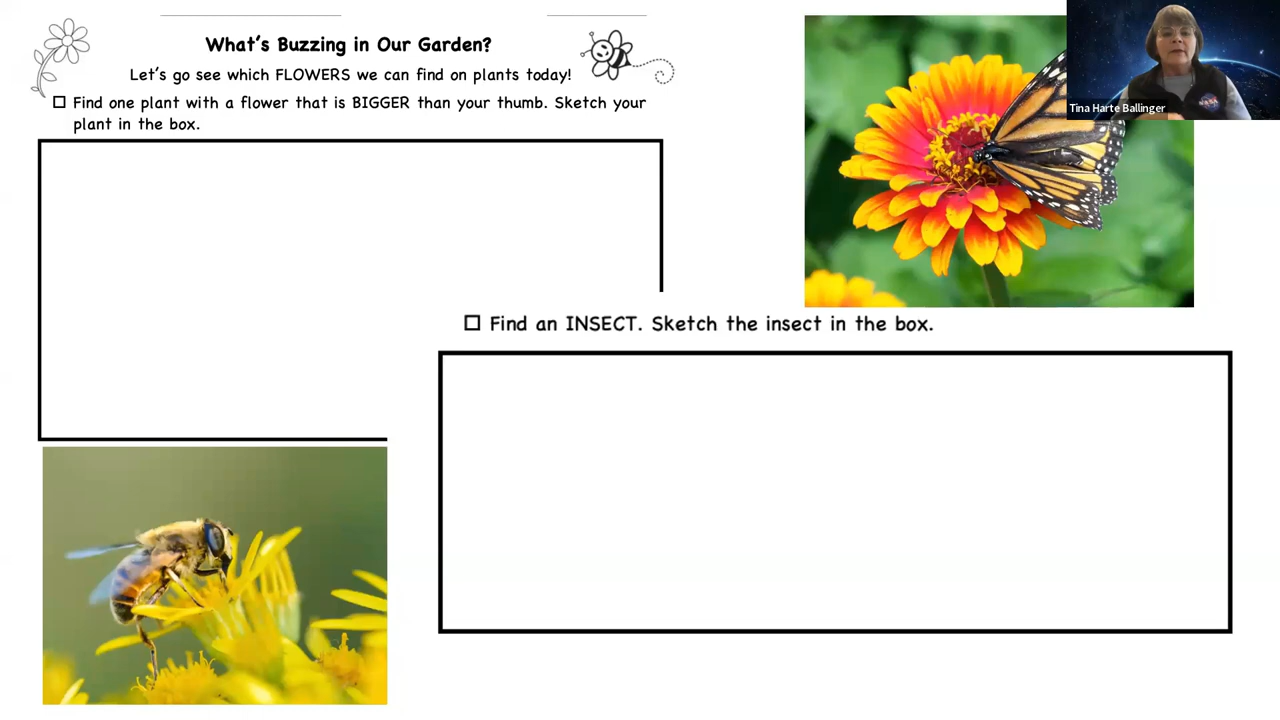 What's Buzzing in Our Garden?
Let's go see which FLOWERS we can find on plants today!
Find one plant with a flower that is BIGGER than your thumb. Sketch your
plant in the box.
Tina Harte Ballinger
NASA
Find an INSECT. Sketch the insect in the box.